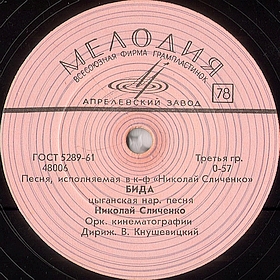 МЕЛОДИЯ
ВСЕСОЮЗНАЯ ФИРМА ГРАМПЛАСТИНОК
78
АПРЕЛЕВСКИЙ ЗАВОД
ГОСТ 5289-61 Третья гр.
48006 0-57
Песня, исполняемая в к-ф «Николай Сличенко»
БИДА
цыганская нар. песня
Николай Сличенко
Орк. кинематографии
Дириж. В. Кнушевицкий